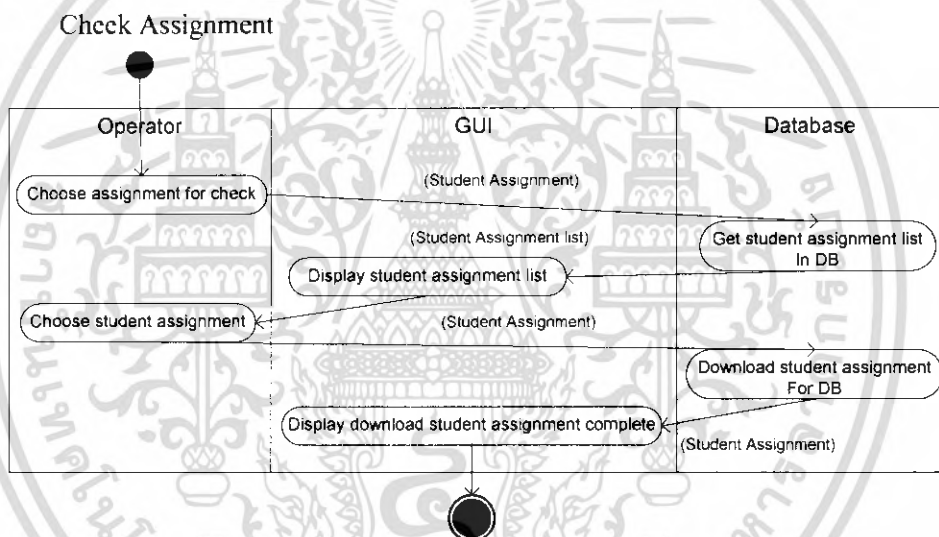 Check Assignment
Operator
GUI
Database
Choose assignment for check
(Student Assignment)
Get student assignment list
In DB
(Student Assignment list)
Display student assignment list
Choose student assignment
(Student Assignment)
Download student assignment
For DB
Display download student assignment complete
(Student Assignment)